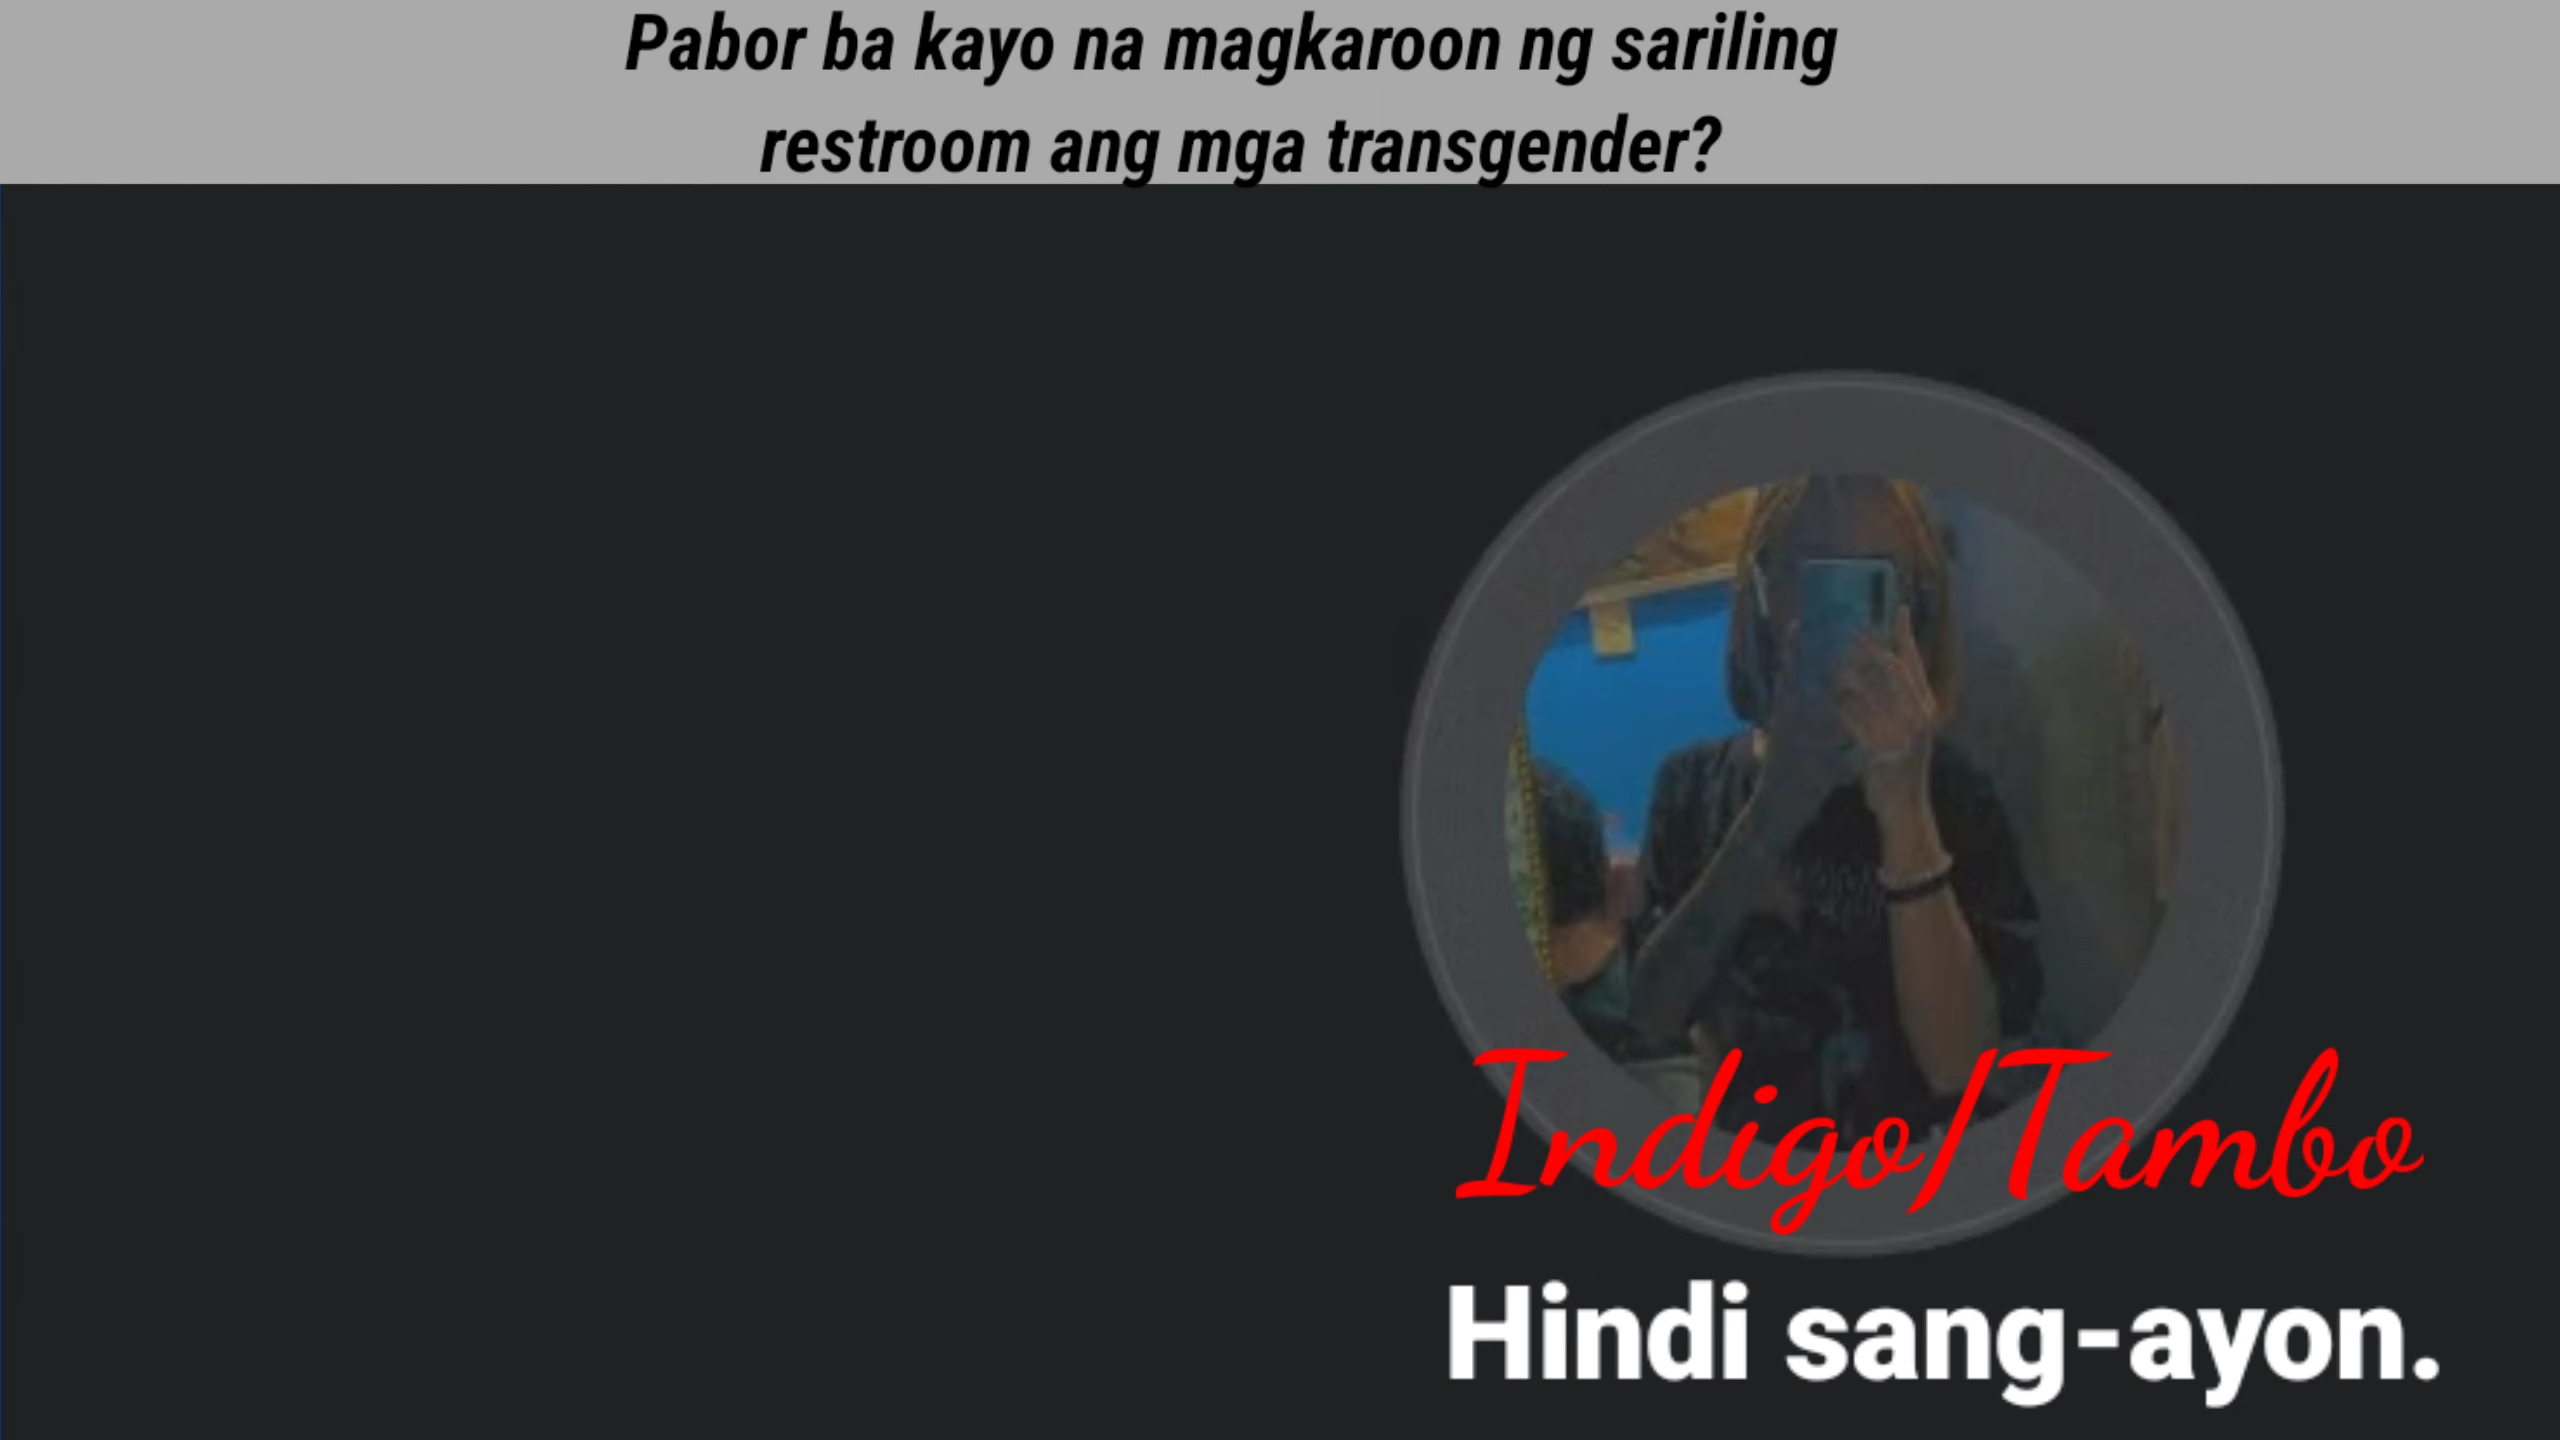 Pabor ba kayo na magkaroon ng sariling
restroom ang mga transgender?
Indigo/Tambo
Hindi sang-ayon.